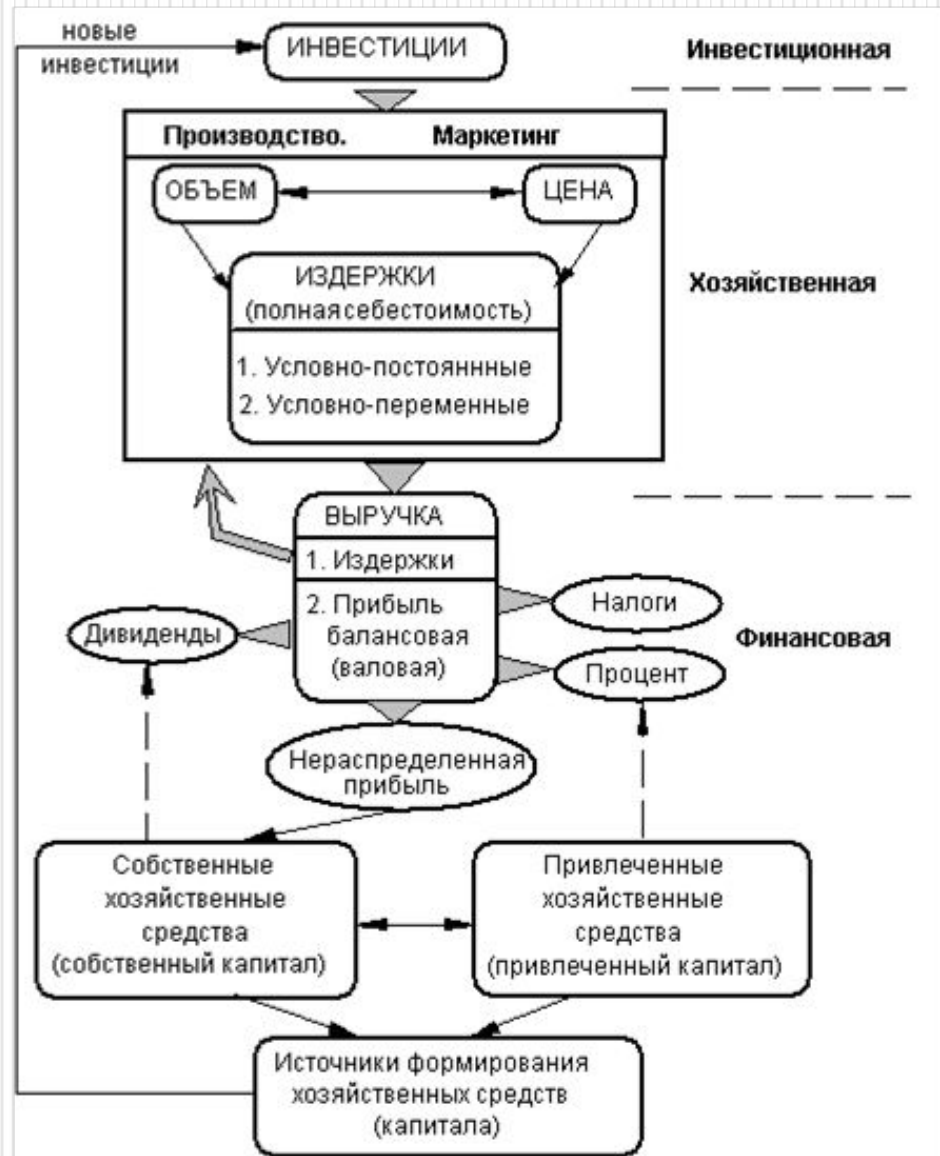 новые
инвестиции
ИНВЕСТИЦИИ
Инвестиционная
Производство. Маркетинг
ОБЪЕМ
ЦЕНА
ИЗДЕРЖКИ
(полная себестоимость)
1. Условно-постояннные
2. Условно-переменные
Хозяйственная
ВЫРУЧКА
1. Издержки
2. Прибыль
балансовая
(валовая)
Дивиденды
Налоги
Процент
Финансовая
Нераспределенная
прибыль
Собственные
хозяйственные
средства
(собственный капитал)
Привлеченные
хозяйственные
средства
(привлеченный капитал)
Источники формирования
хозяйственных средств
(капитала)